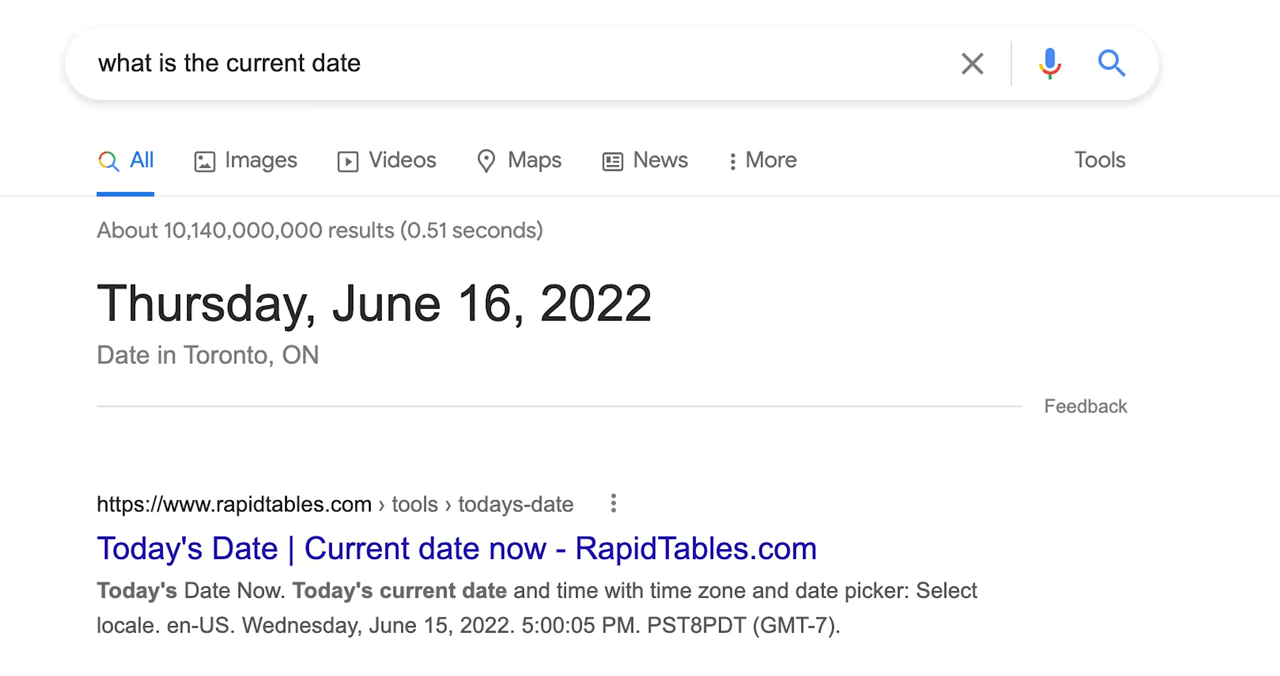 what is the current date
All Images Videos Maps News More Tools
About 10,140,000,000 results (0.51 seconds)
Thursday, June 16, 2022
Date in Toronto, ON
Feedback
https://www.rapidtables.com › tools › todays-date
Today's Date | Current date now - RapidTables.com
Today's Date Now. Today's current date and time with time zone and date picker: Select
locale. en-US. Wednesday, June 15, 2022. 5:00:05 PM. PST8PDT (GMT-7).